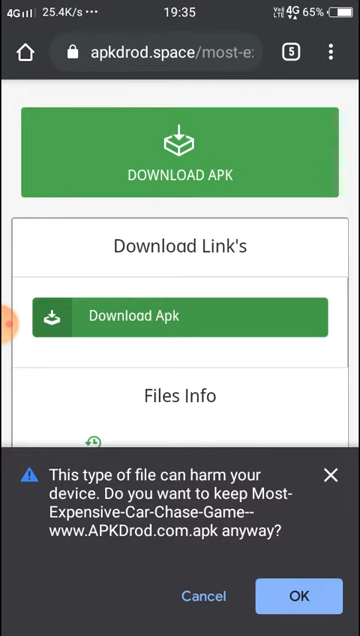 4G 25.4K/s ••• 19:35 4G 65%
apkdrod.space/most-e: 5
DOWNLOAD APK
Download Link's
Download Apk
Files Info
This type of file can harm your
device. Do you want to keep Most-
Expensive-Car-Chase-Game--
www.APKDrod.com.apk anyway?
Cancel OK